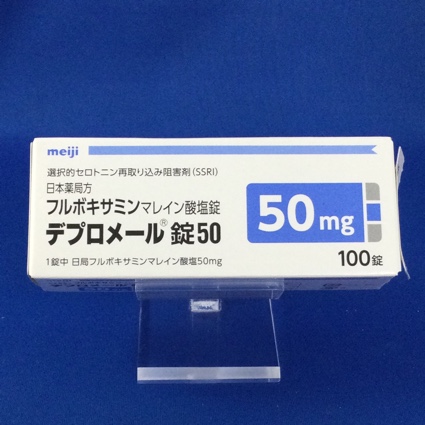 meiji
選択的セロトニン再取り込み阻害剤(SSRI)
日本薬局方
フルボキサミンマレイン酸塩錠
デプロメール®錠50
1錠中 日局フルボキサミンマレイン酸塩50mg
50mg
100錠